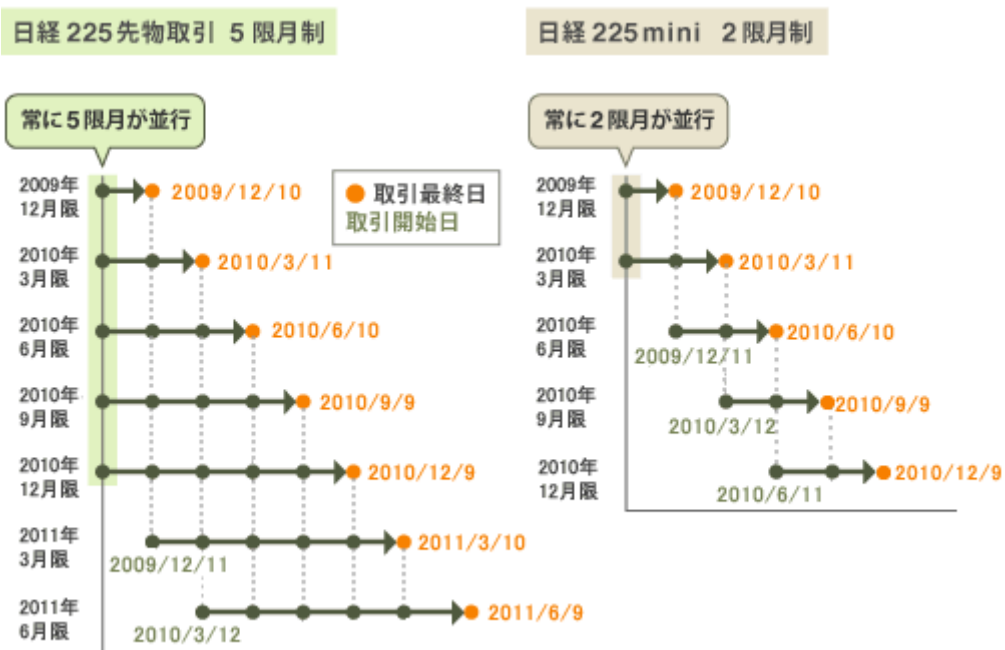 日経225先物取引 5限月制
常に5限月が並行
2009年
12月限
2009/12/10
取引最終日
取引開始日
2010年
3月限
2010/3/11
2010年
6月限
2010/6/10
2010年
9月限
2010/9/9
2010年
12月限
2010/12/9
2011年
3月限
2009/12/11
2011/3/10
2011年
6月限
2010/3/12
2011/6/9
日経225mini 2限月制
常に2限月が並行
2009年
12月限
2009/12/10
2010年
3月限
2010/3/11
2010年
6月限
2009/12/11
2010/6/10
2010年
9月限
2010/3/12
2010/9/9
2010年
12月限
2010/6/11
2010/12/9